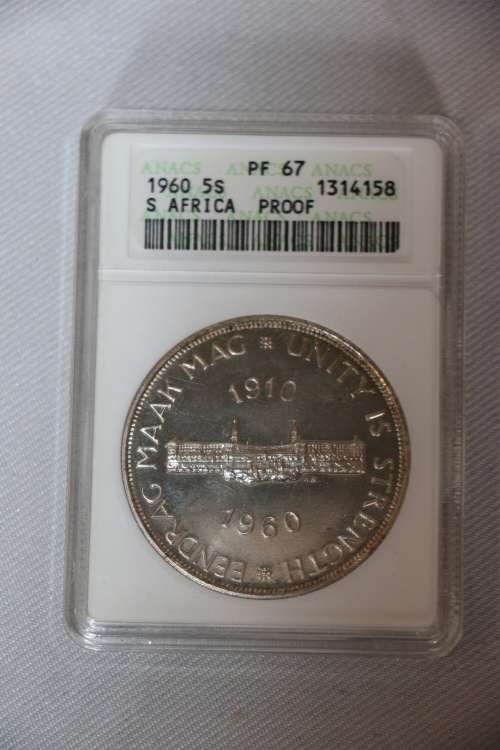 ANACS ANACS ANACS
PF 67
1960 5S 1314158
S AFRICA PROOF
EENDRAG MAAK MAG * UNITY IS STRENGTH *
1910
1960